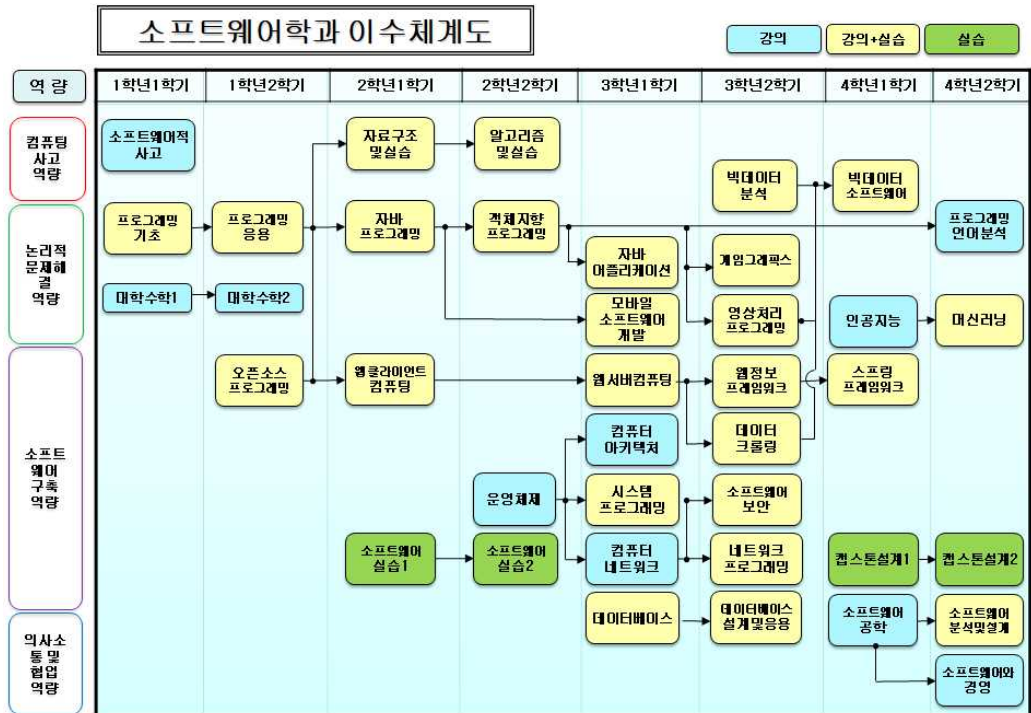 소프트웨어학과 이수체계도
강의
강의+실습
실습
역 량
1학년1학기
1학년2학기
2학년1학기
2학년2학기
3학년1학기
3학년2학기
4학년1학기
4학년2학기
컴퓨팅
사고
역량
소프트웨어적
사고
자료구조
및실습
알고리즘
및실습
빅데이터
분석
빅데이터
소프트웨어
논리적
문제해
결
역량
프로그래밍
기초
프로그래밍
응용
자바
프로그래밍
객체지향
프로그래밍
프로그래밍
언어분석
자바
어플리케이션
게임그래픽스
대학수학1
대학수학2
모바일
소프트웨어
개발
영상처리
프로그래밍
인공지능
머신러닝
소프트
웨어
구축
역량
오픈소스
프로그래밍
웹클라이언트
컴퓨팅
웹서버컴퓨팅
웹정보
프레임워크
스프링
프레임워크
컴퓨터
아키텍처
데이터
크롤링
운영체제
시스템
프로그래밍
소프트웨어
보안
소프트웨어
실습1
소프트웨어
실습2
컴퓨터
네트워크
네트워크
프로그래밍
캡스톤설계1
캡스톤설계2
의사소
통 및
협업
역량
데이터베이스
데이터베이스
설계및응용
소프트웨어
공학
소프트웨어
분석및설계
소프트웨어와
경영